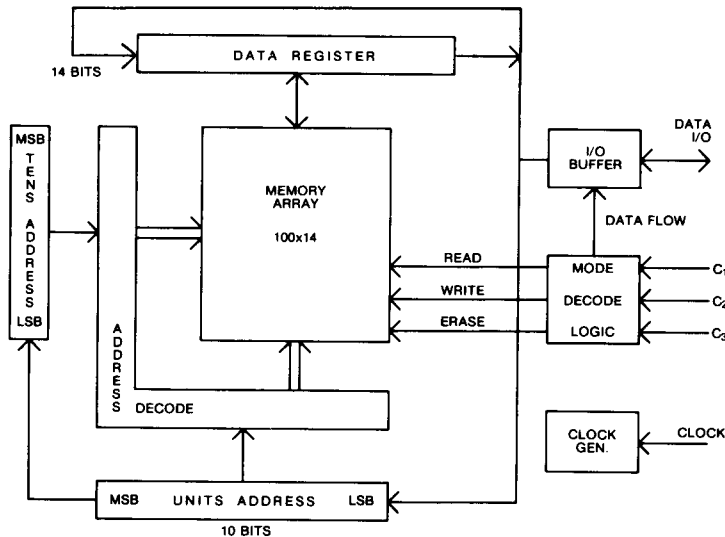 DATA REGISTER
14 BITS
MSB
TENS ADDRESS
LSB
ADDRESS
DECODE
MEMORY
ARRAY
100x14
I/O
BUFFER
DATA
I/O
DATA FLOW
READ
WRITE
ERASE
MODE
DECODE
LOGIC
C1
C2
C3
CLOCK
GEN.
CLOCK
MSB UNITS ADDRESS LSB
10 BITS